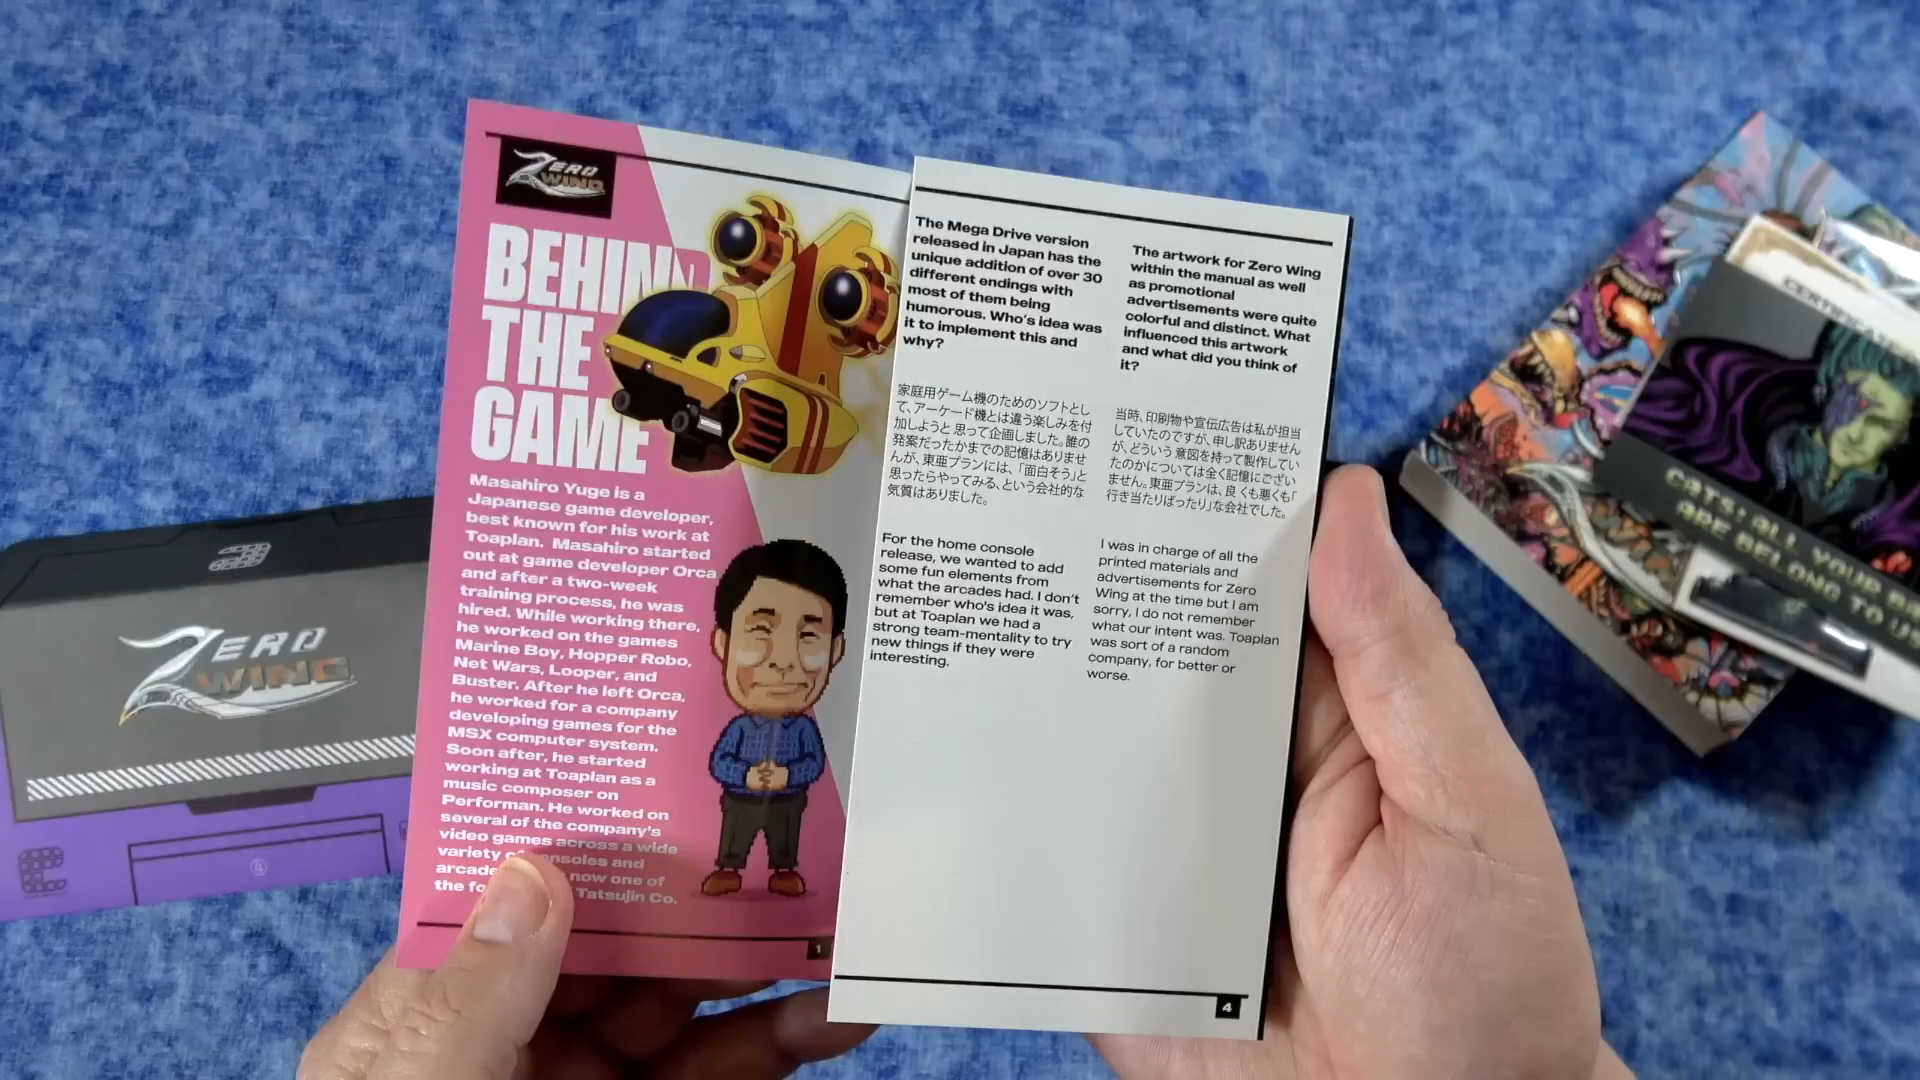 ZERO
WING
BEHIND
THE
GAME
Masahiro Yuge is a
Japanese game developer,
best known for his work at
Toaplan. Masahiro started
out at game developer Orca
and after a two-week
training process, he was
hired. While working there,
he worked on the games
Marine Boy, Hopper Robo,
Net Wars, Looper, and
Buster. After he left Orca,
he worked for a company
developing games for the
MSX computer system.
Soon after, he started
working at Toaplan as a
music composer on
Performan. He worked on
several of the company's
video games across a wide
variety consoles and
now one of
the Tatsujin Co.
1
The Mega Drive version
released in Japan has the
unique addition of over 30
different endings with
most of them being
humorous. Who's idea was
it to implement this and
why?
家庭用ゲーム機のためのソフトとし
て、アーケード機とは違う楽しみを付
加しようと 思って企画しました。誰の
発案だったかまでの記憶はありませ
んが、東亜プランには、「面白そう」と
思ったらやってみる、という会社的な
気質はありました。
For the home console
release, we wanted to add
some fun elements from
what the arcades had. I don't
remember who's idea it was,
but at Toaplan we had a
strong team-mentality to try
new things if they were
interesting.
The artwork for Zero Wing
within the manual as well
as promotional
advertisements were quite
colorful and distinct. What
influenced this artwork
and what did you think of
it?
当時、印刷物や宣伝広告は私が担当
していたのですが、申し訳ありません
が、どういう 意図を持って製作してい
たのかについては全く記憶にござい
ません。東亜プランは、良くも悪くも「
行き当たりばったり」な会社でした。
I was in charge of all the
printed materials and
advertisements for Zero
Wing at the time but I am
sorry, I do not remember
what our intent was. Toaplan
was sort of a random
company, for better or
worse.
4
ZERO
WING
CATS: ALL YOUR
ARE BELONG TO US